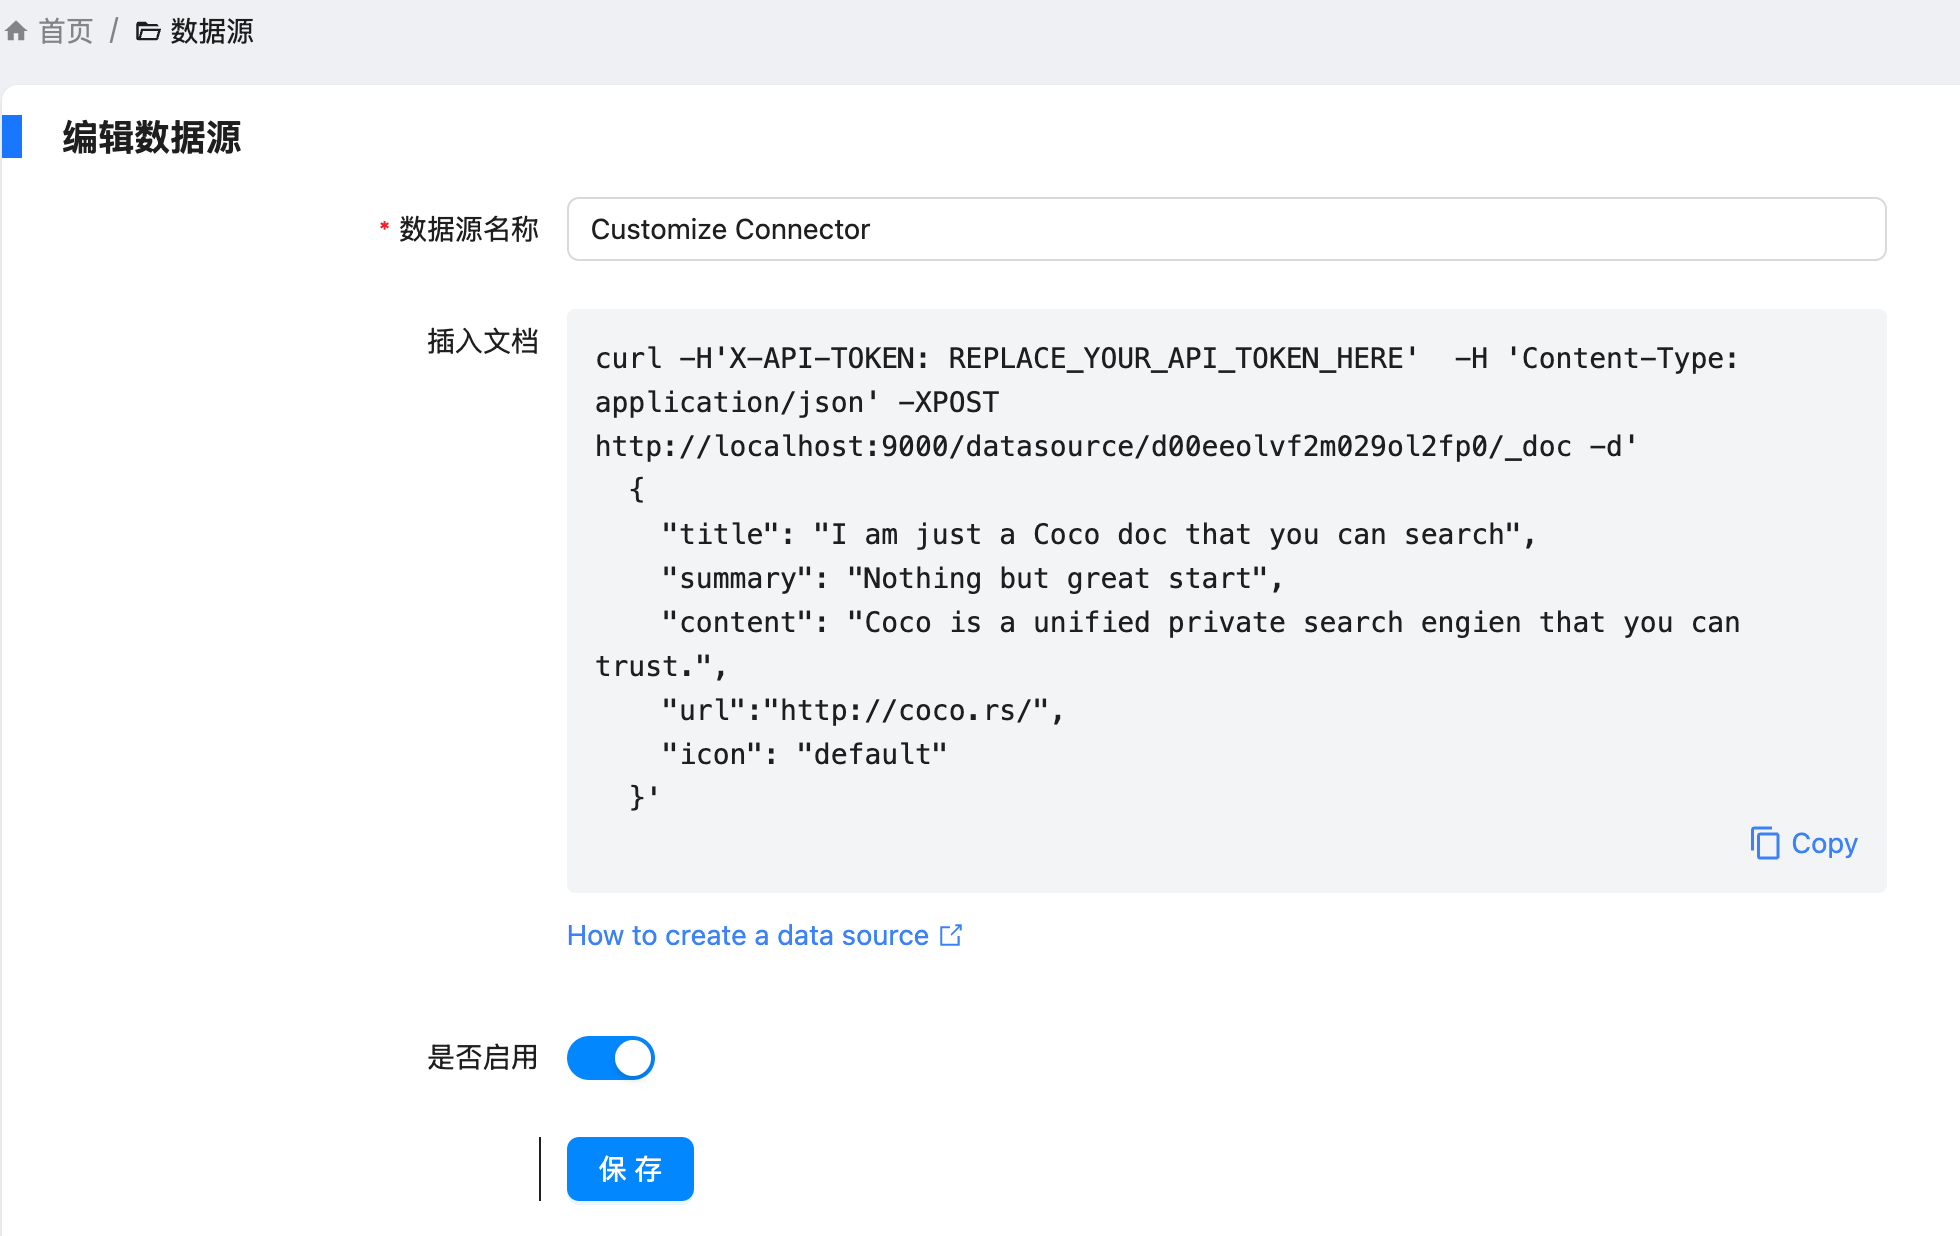 首页 / 数据源
编辑数据源
* 数据源名称 Customize Connector
插入文档
curl -H'X-API-TOKEN: REPLACE_YOUR_API_TOKEN_HERE'  -H 'Content-Type:
application/json' -XPOST
http://localhost:9000/datasource/d00eeolvf2m029ol2fp0/_doc -d'
  {
    "title": "I am just a Coco doc that you can search",
    "summary": "Nothing but great start",
    "content": "Coco is a unified private search engien that you can
trust.",
    "url":"http://coco.rs/",
    "icon": "default"
  }'
Copy
How to create a data source
是否启用
保 存